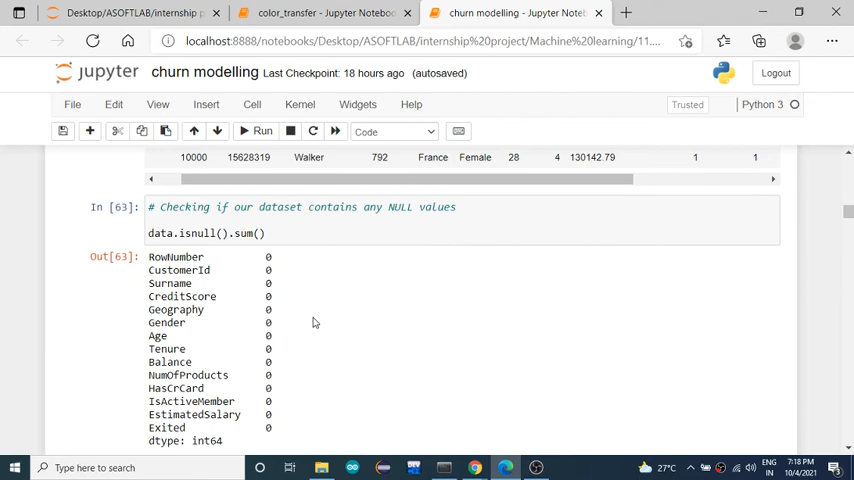 Desktop/ASOFTLAB/internship p
color_transfer - Jupyter Notebook
churn modelling - Jupyter Noteb
localhost:8888/notebooks/Desktop/ASOFTLAB/internship%20project/Machine%20learning/11....
jupyter churn modelling Last Checkpoint: 18 hours ago (autosaved)
Logout
File Edit View Insert Cell Kernel Widgets Help
Trusted
Python 3
Run
Code
10000 15628319 Walker 792 France Female 28 4 130142.79 1 1
In [63]: # Checking if our dataset contains any NULL values
data.isnull().sum()
Out[63]: RowNumber 0
CustomerId 0
Surname 0
CreditScore 0
Geography 0
Gender 0
Age 0
Tenure 0
Balance 0
NumOfProducts 0
HasCrCard 0
IsActiveMember 0
EstimatedSalary 0
Exited 0
dtype: int64
Type here to search
27°C
ENG
IN
7:18 PM
10/4/2021
3